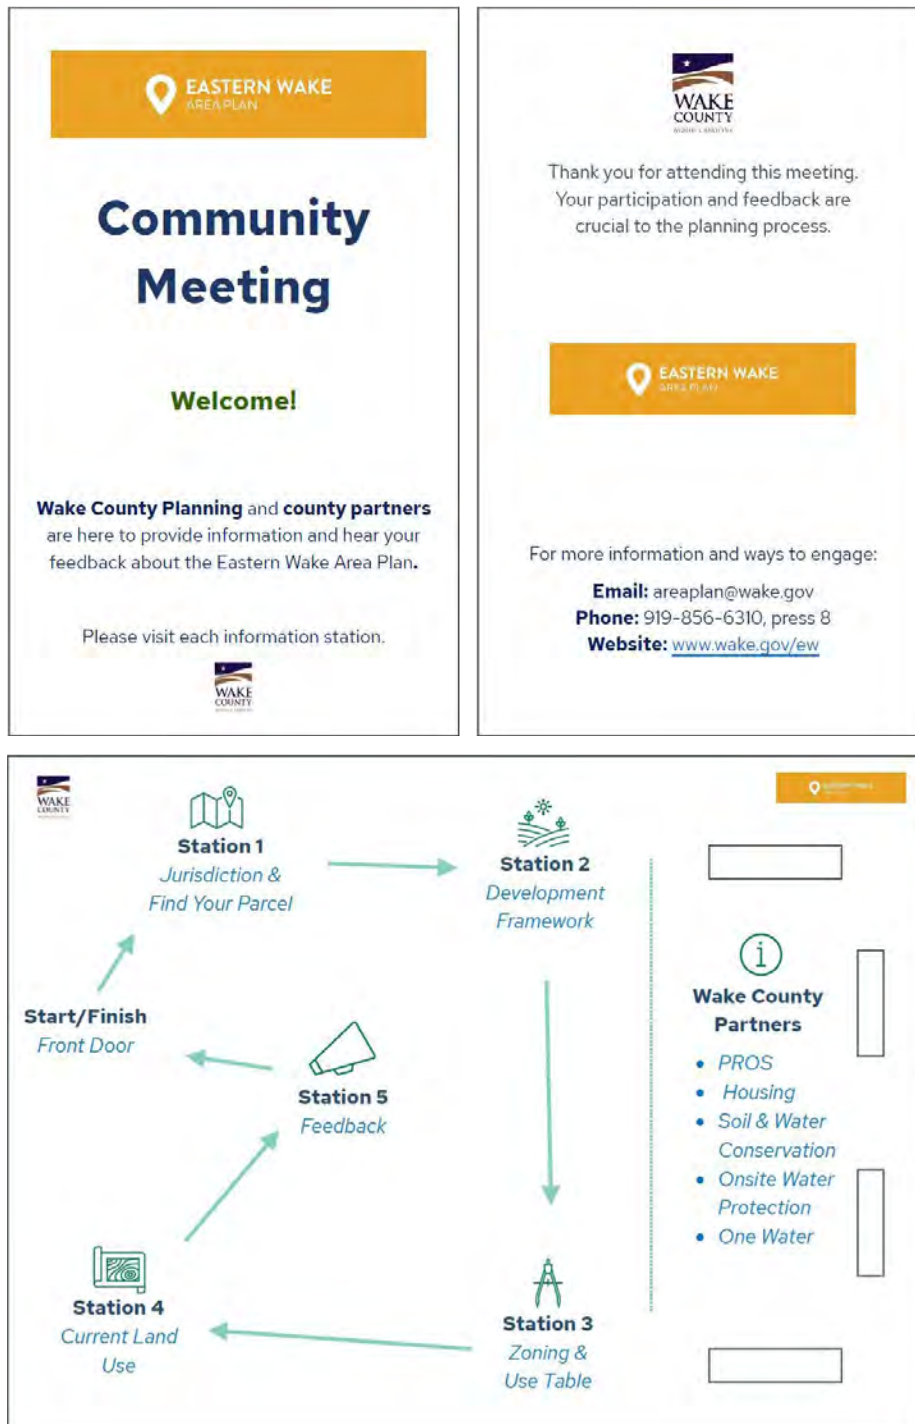 EASTERN WAKE
AREA PLAN
Community
Meeting
Welcome!
Wake County Planning and county partners
are here to provide information and hear your
feedback about the Eastern Wake Area Plan.
Please visit each information station.
WAKE
COUNTY
WAKE
COUNTY
NORTH CAROLINA
Thank you for attending this meeting.
Your participation and feedback are
crucial to the planning process.
EASTERN WAKE
AREA PLAN
For more information and ways to engage:
Email: areaplan@wake.gov
Phone: 919-856-6310, press 8
Website: www.wake.gov/ew
WAKE
COUNTY
EASTERN WAKE
Station 1
Jurisdiction &
Find Your Parcel
Station 2
Development
Framework
Start/Finish
Front Door
Station 5
Feedback
Station 4
Current Land
Use
Station 3
Zoning &
Use Table
i
Wake County
Partners
• PROS
• Housing
• Soil & Water
Conservation
• Onsite Water
Protection
• One Water